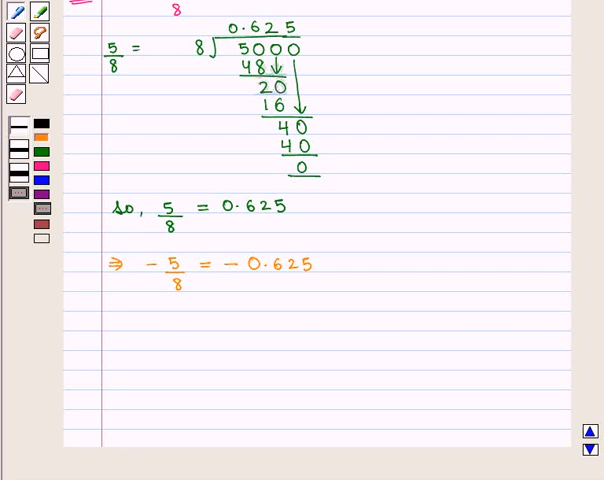 8
0.625
5/8 = 8)5000
48
20
16
40
40
0
so, 5/8 = 0.625
⇒ -5/8 = -0.625